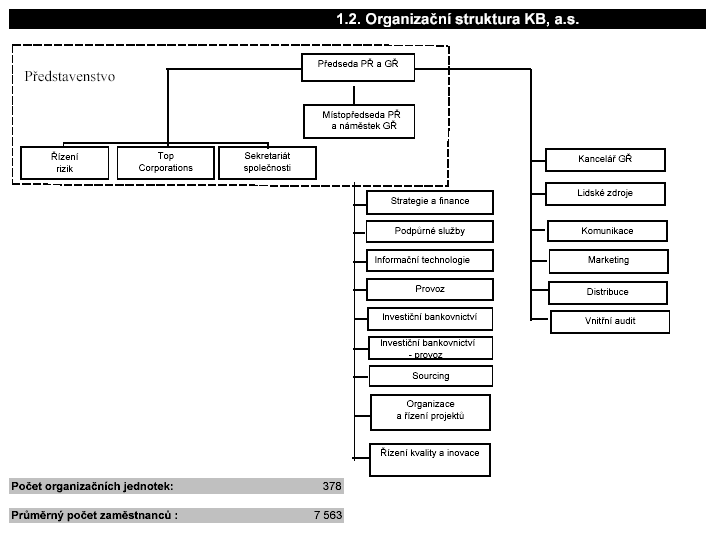 1.2. Organizační struktura KB, a.s.
Představenstvo
Předseda PŘ a GŘ
Místopředseda PŘ
a náměstek GŘ
Řízení
rizik
Top
Corporations
Sekretariát
společnosti
Strategie a finance
Podpúrné služby
Informační technologie
Provoz
Investiční bankovnictví
Investiční bankovnictví
- provoz
Sourcing
Organizace
a řízení projektů
Řízení kvality a inovace
Kancelář GŘ
Lidské zdroje
Komunikace
Marketing
Distribuce
Vnitřní audit
Počet organizačních jednotek: 378
Průměrný počet zaměstnanců : 7 563